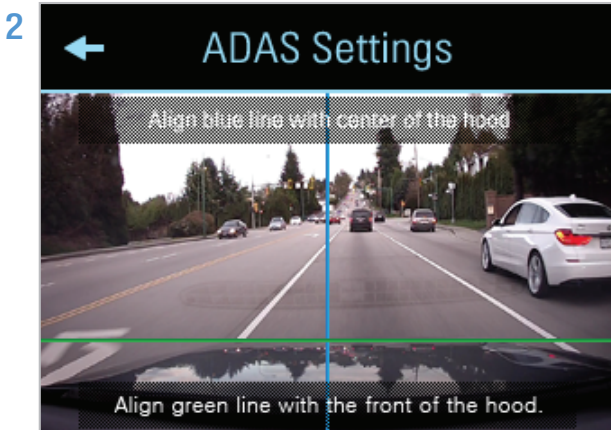 2
ADAS Settings
Align blue line with center of the hood
Align green line with the front of the hood.